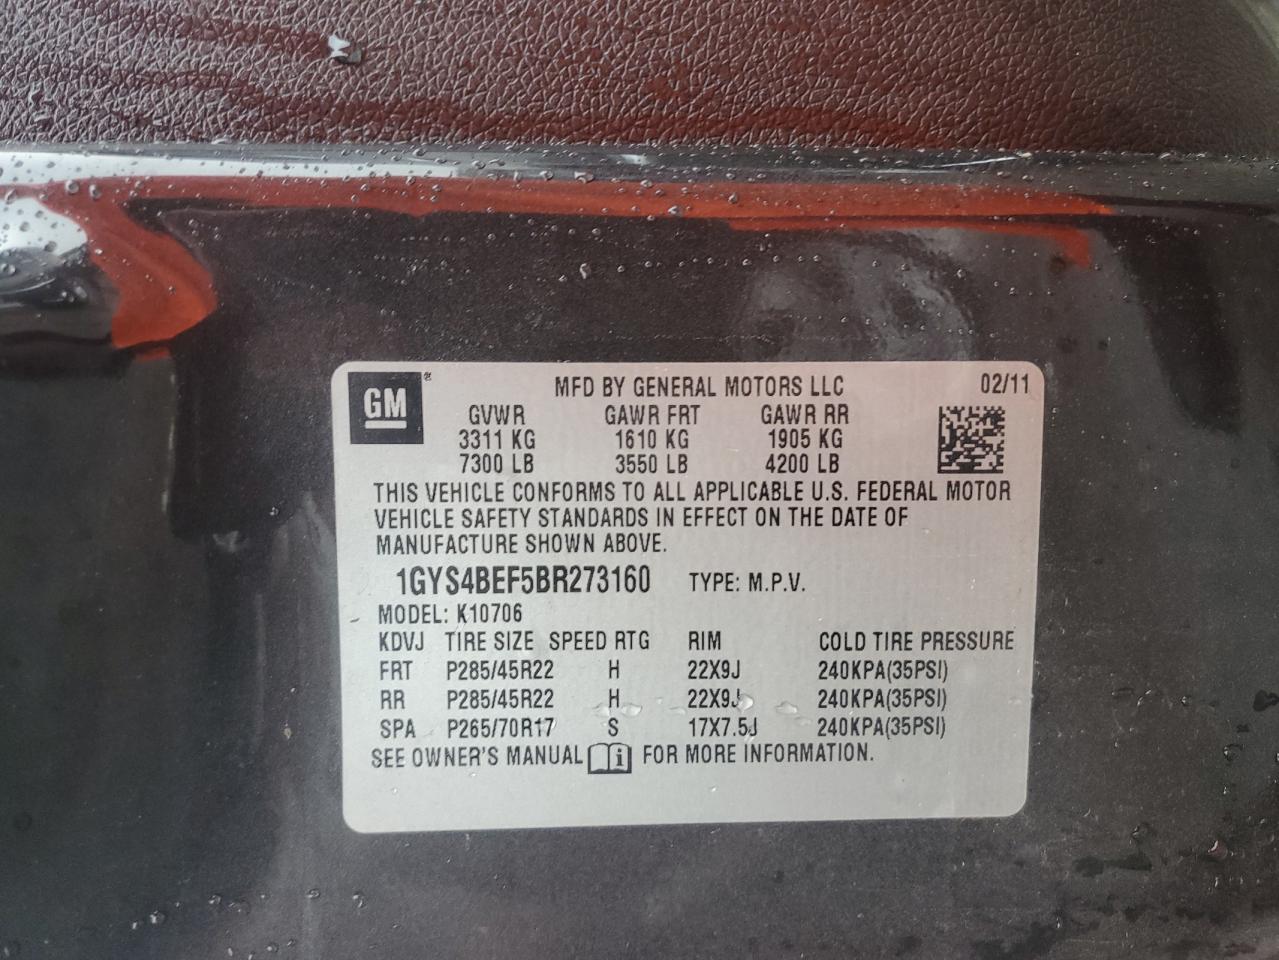 GM®
MFD BY GENERAL MOTORS LLC 02/11
GVWR GAWR FRT GAWR RR
3311 KG 1610 KG 1905 KG
7300 LB 3550 LB 4200 LB
THIS VEHICLE CONFORMS TO ALL APPLICABLE U.S. FEDERAL MOTOR
VEHICLE SAFETY STANDARDS IN EFFECT ON THE DATE OF
MANUFACTURE SHOWN ABOVE.
1GYS4BEF5BR273160 TYPE: M.P.V.
MODEL: K10706
KDVJ TIRE SIZE SPEED RTG RIM COLD TIRE PRESSURE
FRT P285/45R22 H 22X9J 240KPA(35PSI)
RR P285/45R22 H 22X9J 240KPA(35PSI)
SPA P265/70R17 S 17X7.5J 240KPA(35PSI)
SEE OWNER'S MANUAL i FOR MORE INFORMATION.